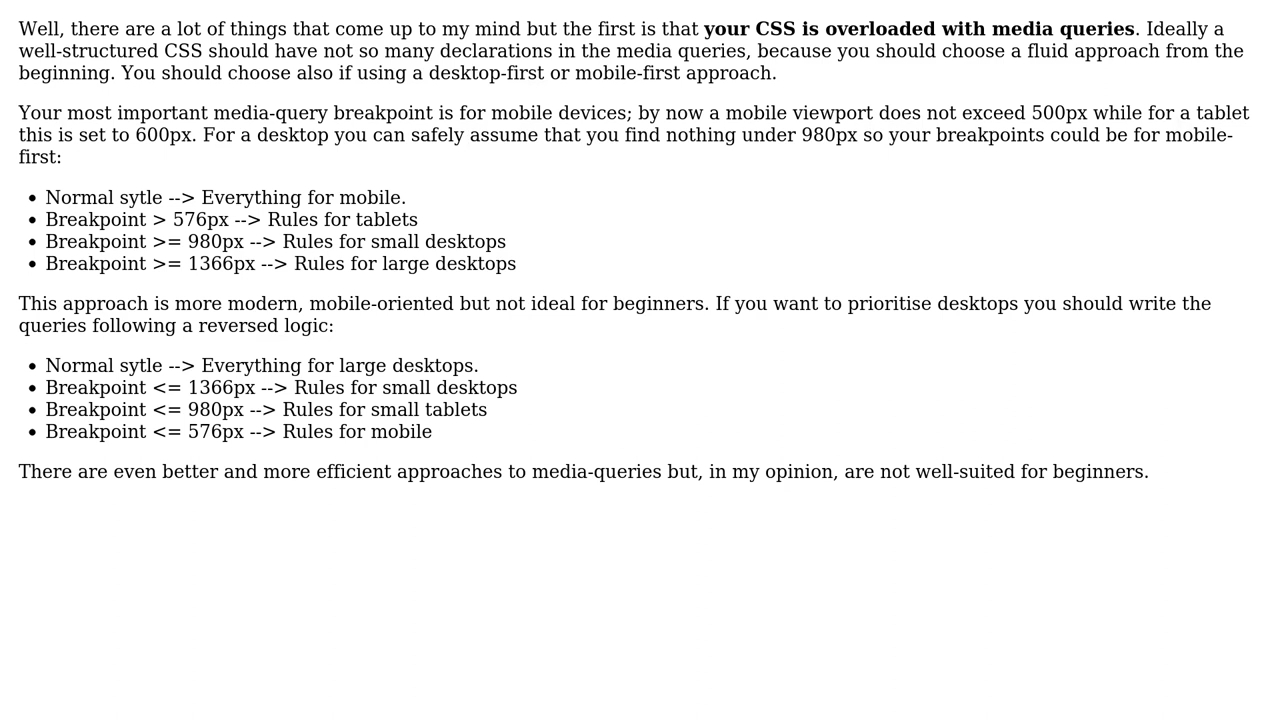 Well, there are a lot of things that come up to my mind but the first is that your CSS is overloaded with media queries. Ideally a
well-structured CSS should have not so many declarations in the media queries, because you should choose a fluid approach from the
beginning. You should choose also if using a desktop-first or mobile-first approach.
Your most important media-query breakpoint is for mobile devices; by now a mobile viewport does not exceed 500px while for a tablet
this is set to 600px. For a desktop you can safely assume that you find nothing under 980px so your breakpoints could be for mobile-
first:
• Normal sytle --> Everything for mobile.
• Breakpoint > 576px --> Rules for tablets
• Breakpoint >= 980px --> Rules for small desktops
• Breakpoint >= 1366px --> Rules for large desktops
This approach is more modern, mobile-oriented but not ideal for beginners. If you want to prioritise desktops you should write the
queries following a reversed logic:
• Normal sytle --> Everything for large desktops.
• Breakpoint <= 1366px --> Rules for small desktops
• Breakpoint <= 980px --> Rules for small tablets
• Breakpoint <= 576px --> Rules for mobile
There are even better and more efficient approaches to media-queries but, in my opinion, are not well-suited for beginners.